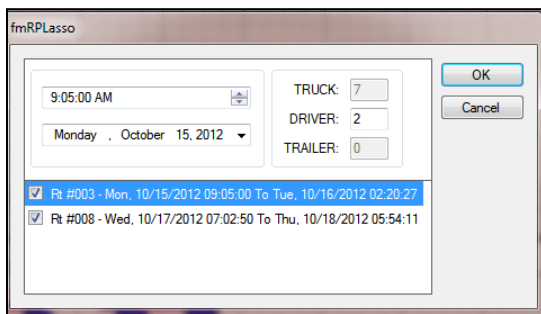 fmRPLasso
9:05:00 AM
Monday , October 15, 2012
TRUCK: 7
DRIVER: 2
TRAILER: 0
OK
Cancel
Rt #003 - Mon, 10/15/2012 09:05:00 To Tue, 10/16/2012 02:20:27
Rt #008 - Wed, 10/17/2012 07:02:50 To Thu, 10/18/2012 05:54:11